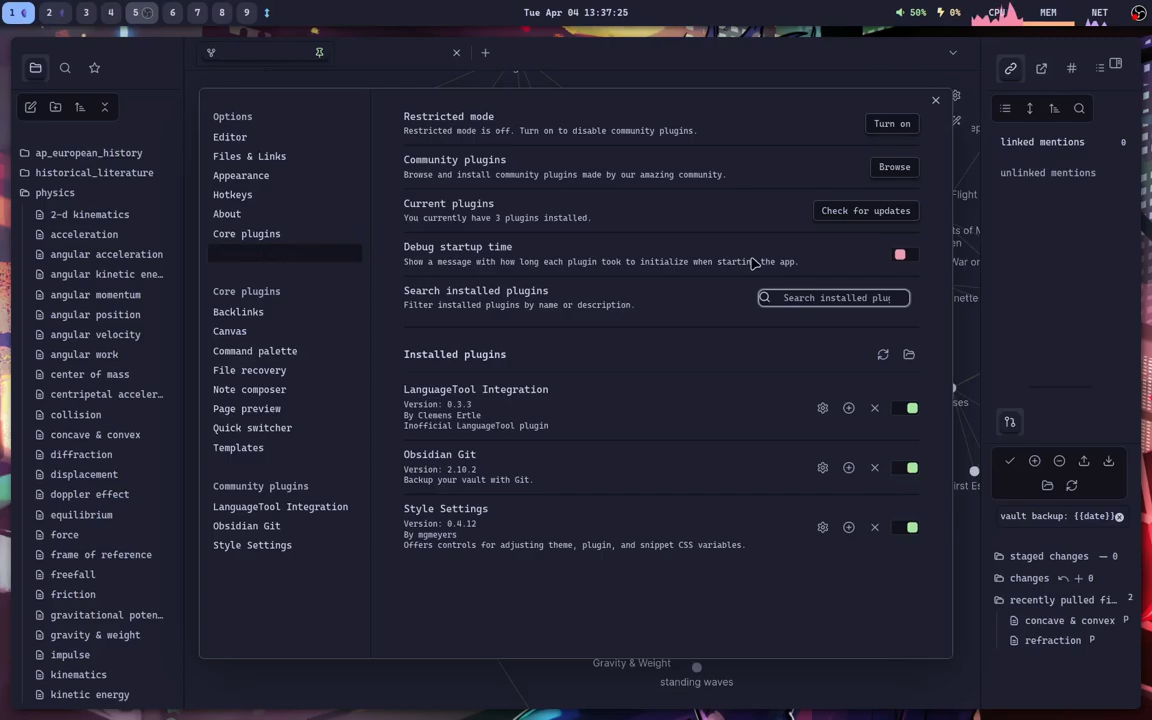 1
2
3
4
5
6
7
8
9
Tue Apr 04 13:37:25
50%
0%
CPU
MEM
NET
ap_european_history
historical_literature
physics
2-d kinematics
acceleration
angular acceleration
angular kinetic ene...
angular momentum
angular position
angular velocity
angular work
center of mass
centripetal acceler...
collision
concave & convex
diffraction
displacement
doppler effect
equilibrium
force
frame of reference
freefall
friction
gravitational poten...
gravity & weight
impulse
kinematics
kinetic energy
Options
Editor
Files & Links
Appearance
Hotkeys
About
Core plugins
Core plugins
Backlinks
Canvas
Command palette
File recovery
Note composer
Page preview
Quick switcher
Templates
Community plugins
LanguageTool Integration
Obsidian Git
Style Settings
Restricted mode
Restricted mode is off. Turn on to disable community plugins.
Turn on
Community plugins
Browse and install community plugins made by our amazing community.
Browse
Current plugins
You currently have 3 plugins installed.
Check for updates
Debug startup time
Show a message with how long each plugin took to initialize when starting the app.
Search installed plugins
Filter installed plugins by name or description.
Search installed plug
Installed plugins
LanguageTool Integration
Version: 0.3.3
By Clemens Ertle
Inofficial LanguageTool plugin
Obsidian Git
Version: 2.10.2
Backup your vault with Git.
Style Settings
Version: 0.4.12
By mgmeyers
Offers controls for adjusting theme, plugin, and snippet CSS variables.
Gravity & Weight
standing waves
linked mentions 0
unlinked mentions
vault backup: {{date}}
staged changes 0
changes 0
recently pulled fi... 2
concave & convex P
refraction P